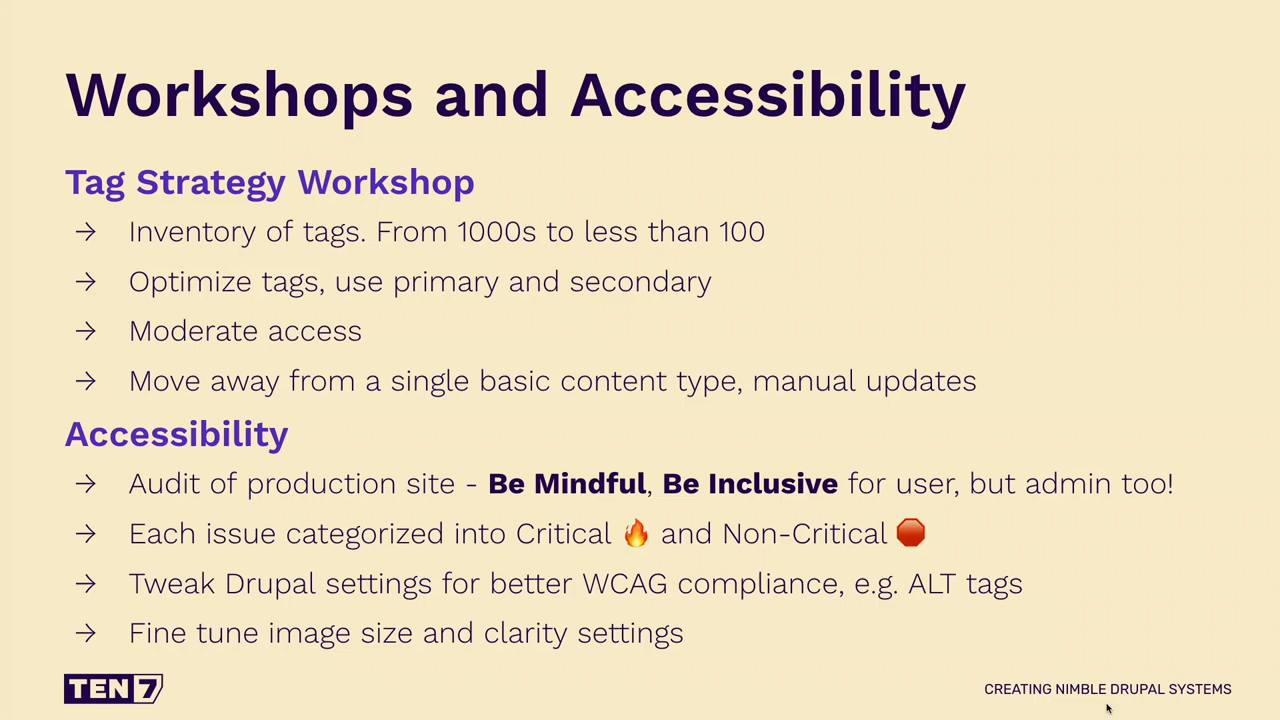 Workshops and Accessibility
Tag Strategy Workshop
→ Inventory of tags. From 1000s to less than 100
→ Optimize tags, use primary and secondary
→ Moderate access
→ Move away from a single basic content type, manual updates
Accessibility
→ Audit of production site - Be Mindful, Be Inclusive for user, but admin too!
→ Each issue categorized into Critical 🔥 and Non-Critical 🛑
→ Tweak Drupal settings for better WCAG compliance, e.g. ALT tags
→ Fine tune image size and clarity settings
TEN7
CREATING NIMBLE DRUPAL SYSTEMS